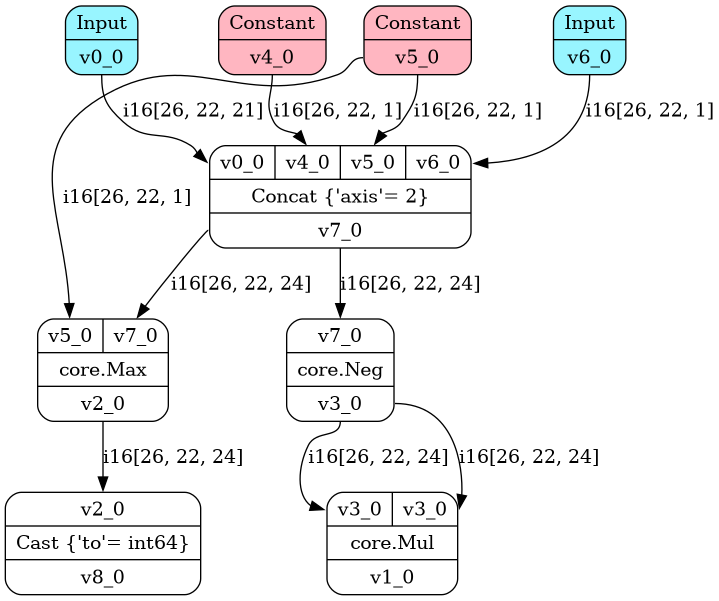 Input
v0_0
Constant
v4_0
Constant
v5_0
Input
v6_0
i16[26, 22, 21]
i16[26, 22, 1]
i16[26, 22, 1]
i16[26, 22, 1]
v0_0 v4_0 v5_0 v6_0
Concat {'axis'= 2}
v7_0
i16[26, 22, 1]
i16[26, 22, 24]
i16[26, 22, 24]
v5_0 v7_0
core.Max
v2_0
v7_0
core.Neg
v3_0
i16[26, 22, 24]
i16[26, 22, 24]
i16[26, 22, 24]
v2_0
Cast {'to'= int64}
v8_0
v3_0 v3_0
core.Mul
v1_0